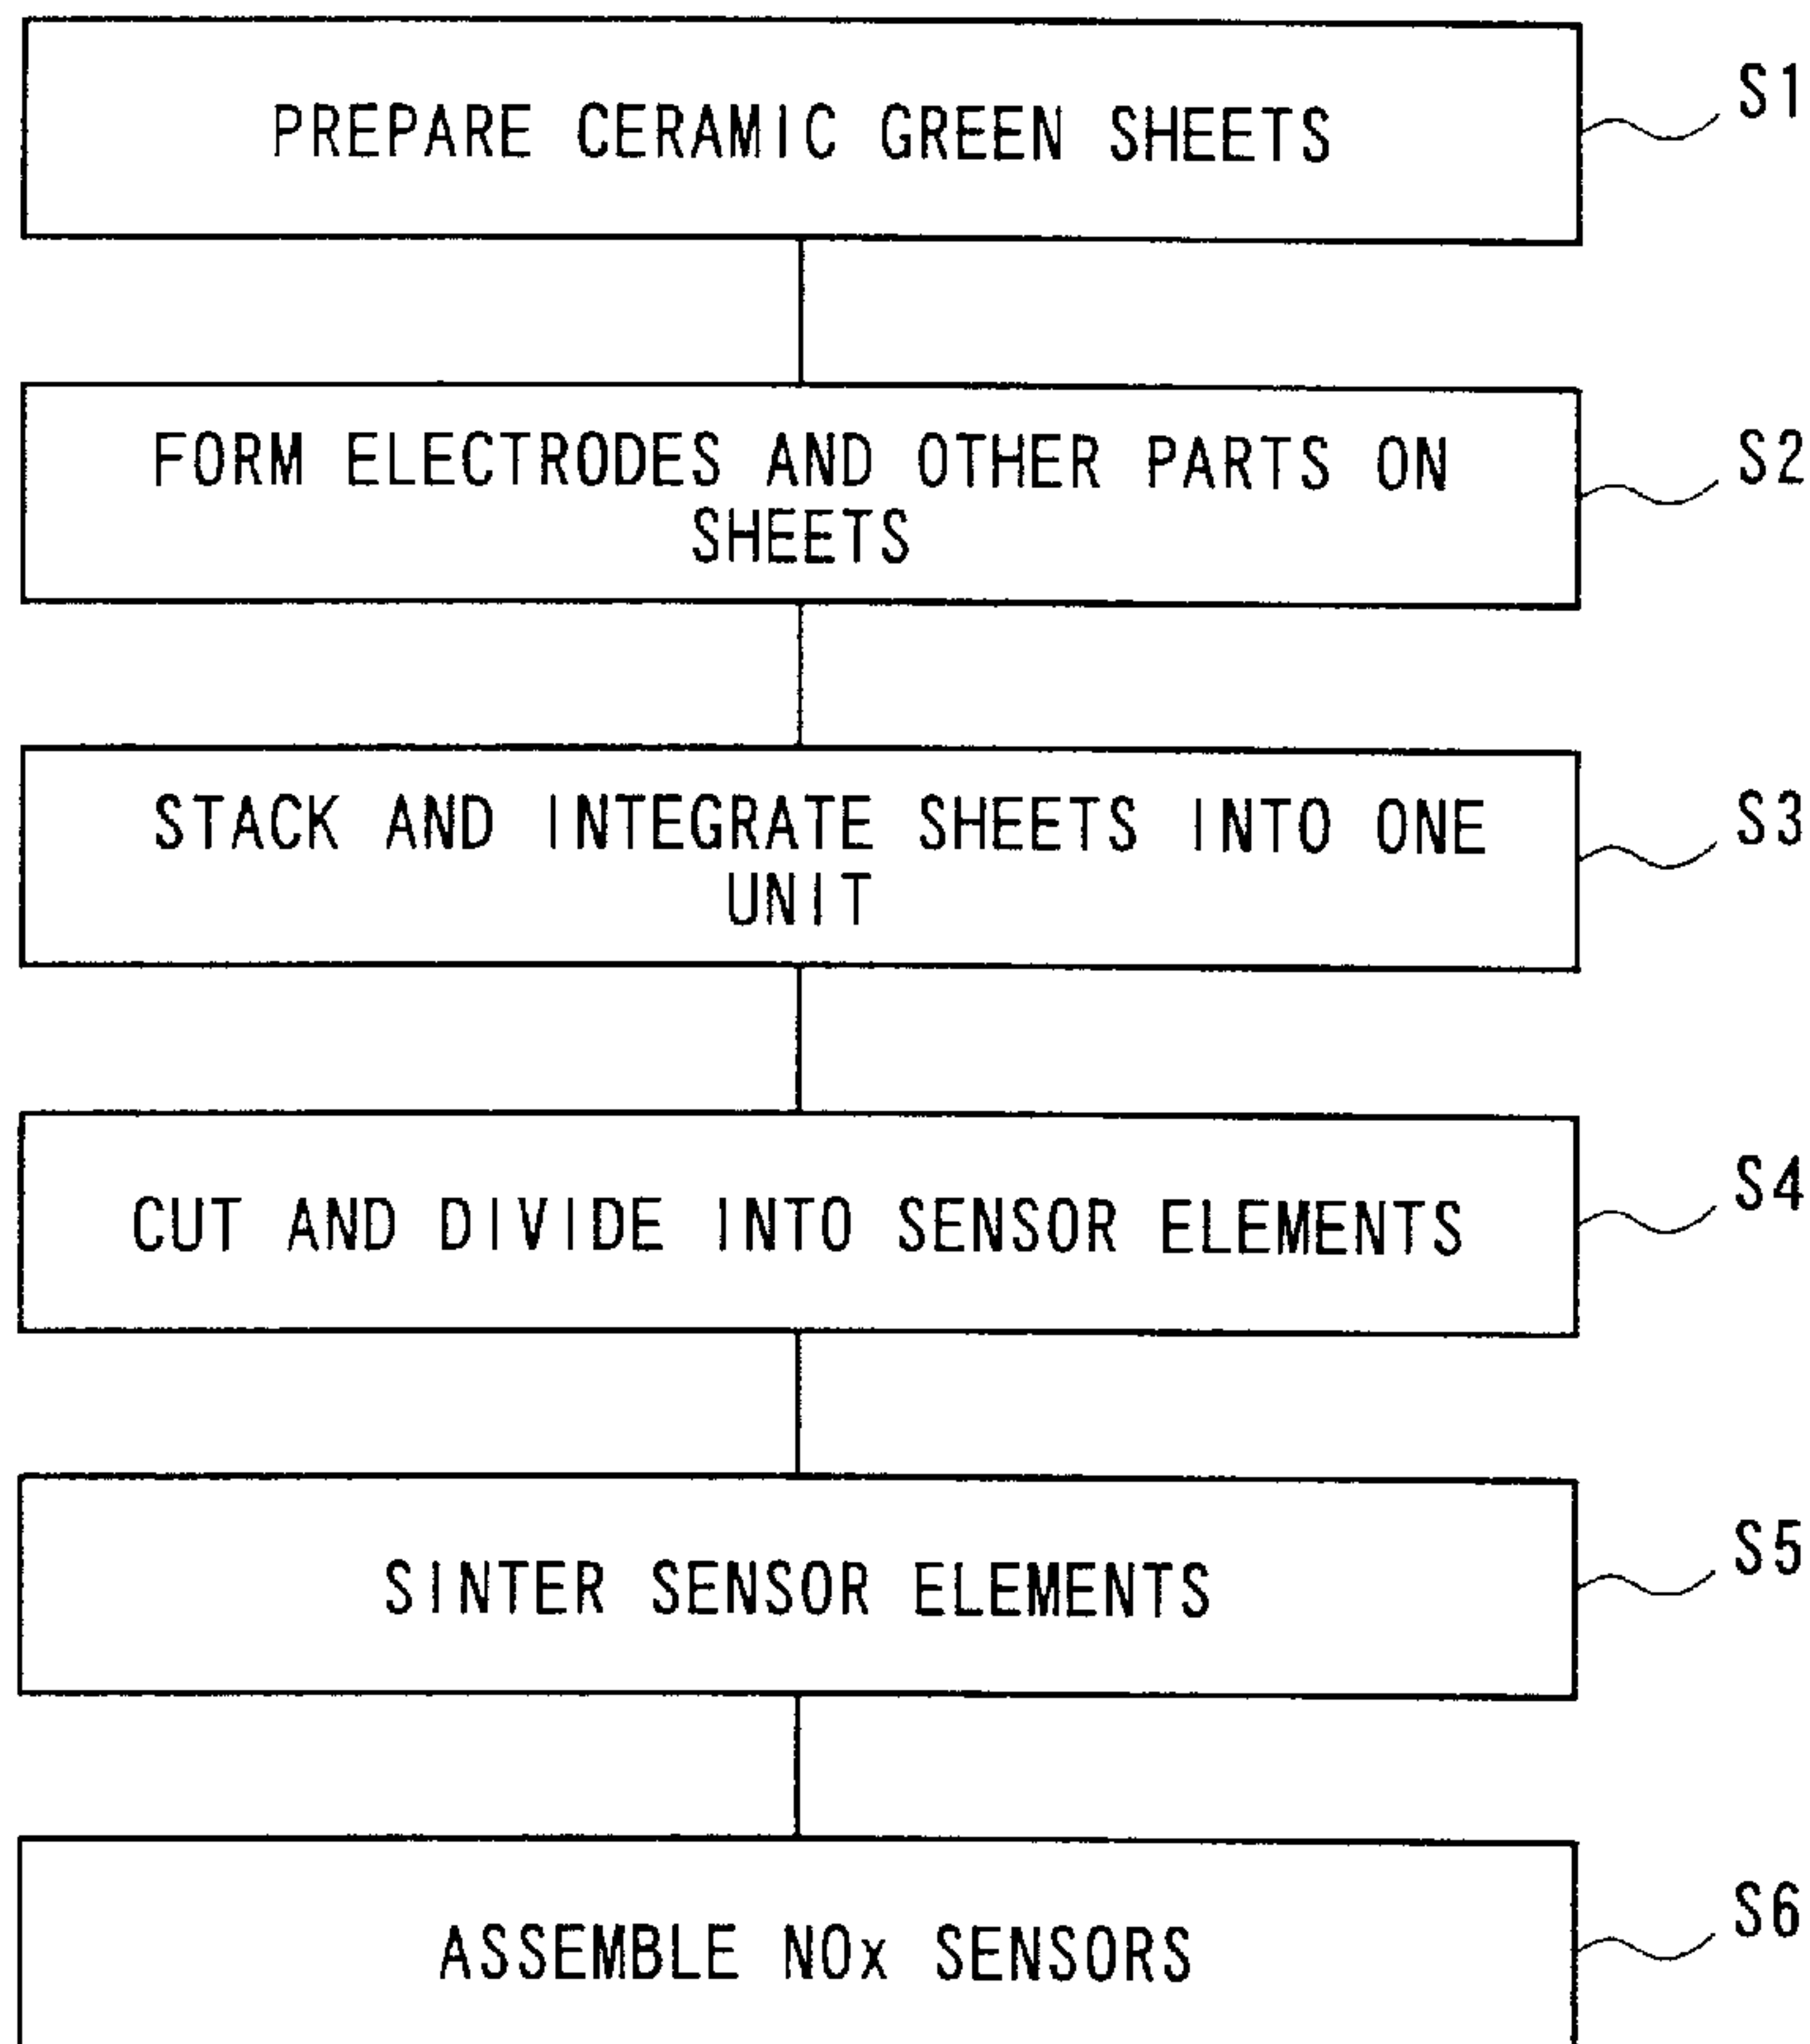 PREPARE CERAMIC GREEN SHEETS
S1
FORM ELECTRODES AND OTHER PARTS ON
SHEETS
S2
STACK AND INTEGRATE SHEETS INTO ONE
UNIT
S3
CUT AND DIVIDE INTO SENSOR ELEMENTS
S4
SINTER SENSOR ELEMENTS
S5
ASSEMBLE NOx SENSORS
S6